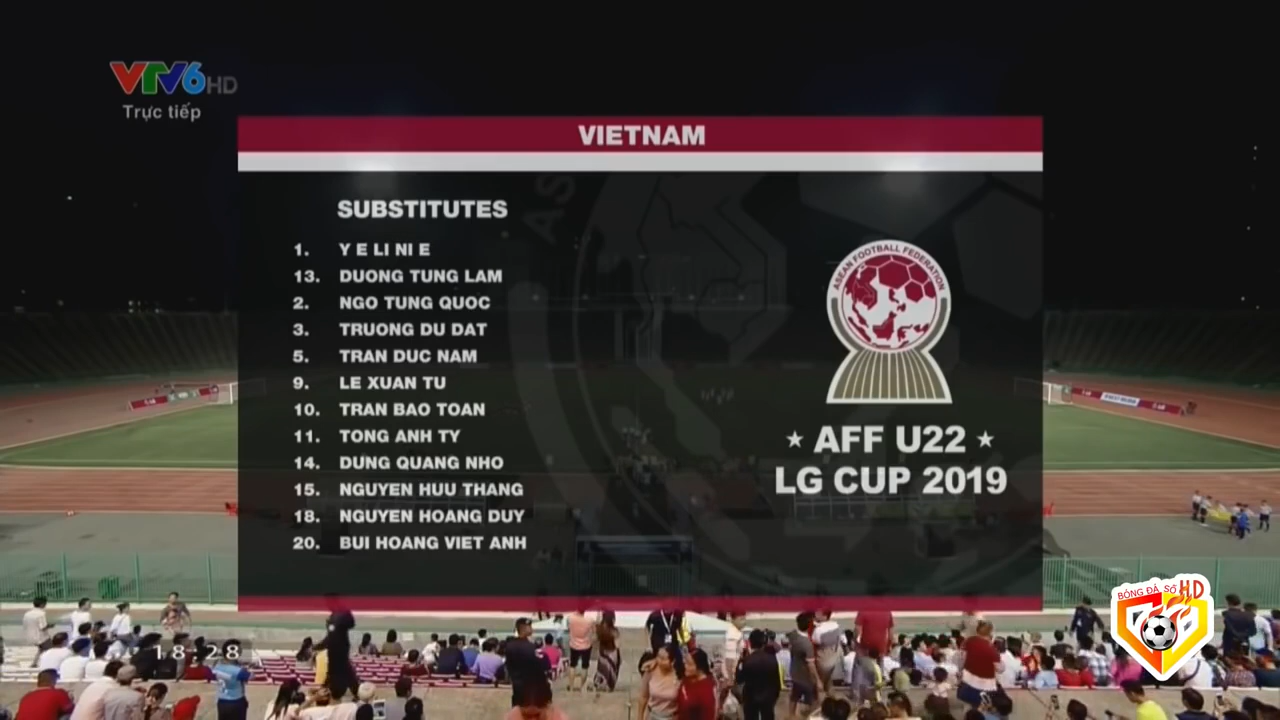 VTV6HD
Trực tiếp
VIETNAM
SUBSTITUTES
1. Y E LI NI E
13. DUONG TUNG LAM
2. NGO TUNG QUOC
3. TRUONG DU DAT
5. TRAN DUC NAM
9. LE XUAN TU
10. TRAN BAO TOAN
11. TONG ANH TY
14. DUNG QUANG NHO
15. NGUYEN HUU THANG
18. NGUYEN HOANG DUY
20. BUI HOANG VIET ANH
ASEAN FOOTBALL FEDERATION
AFF U22
LG CUP 2019
BÓNG ĐÁ SỐ HD
18:28